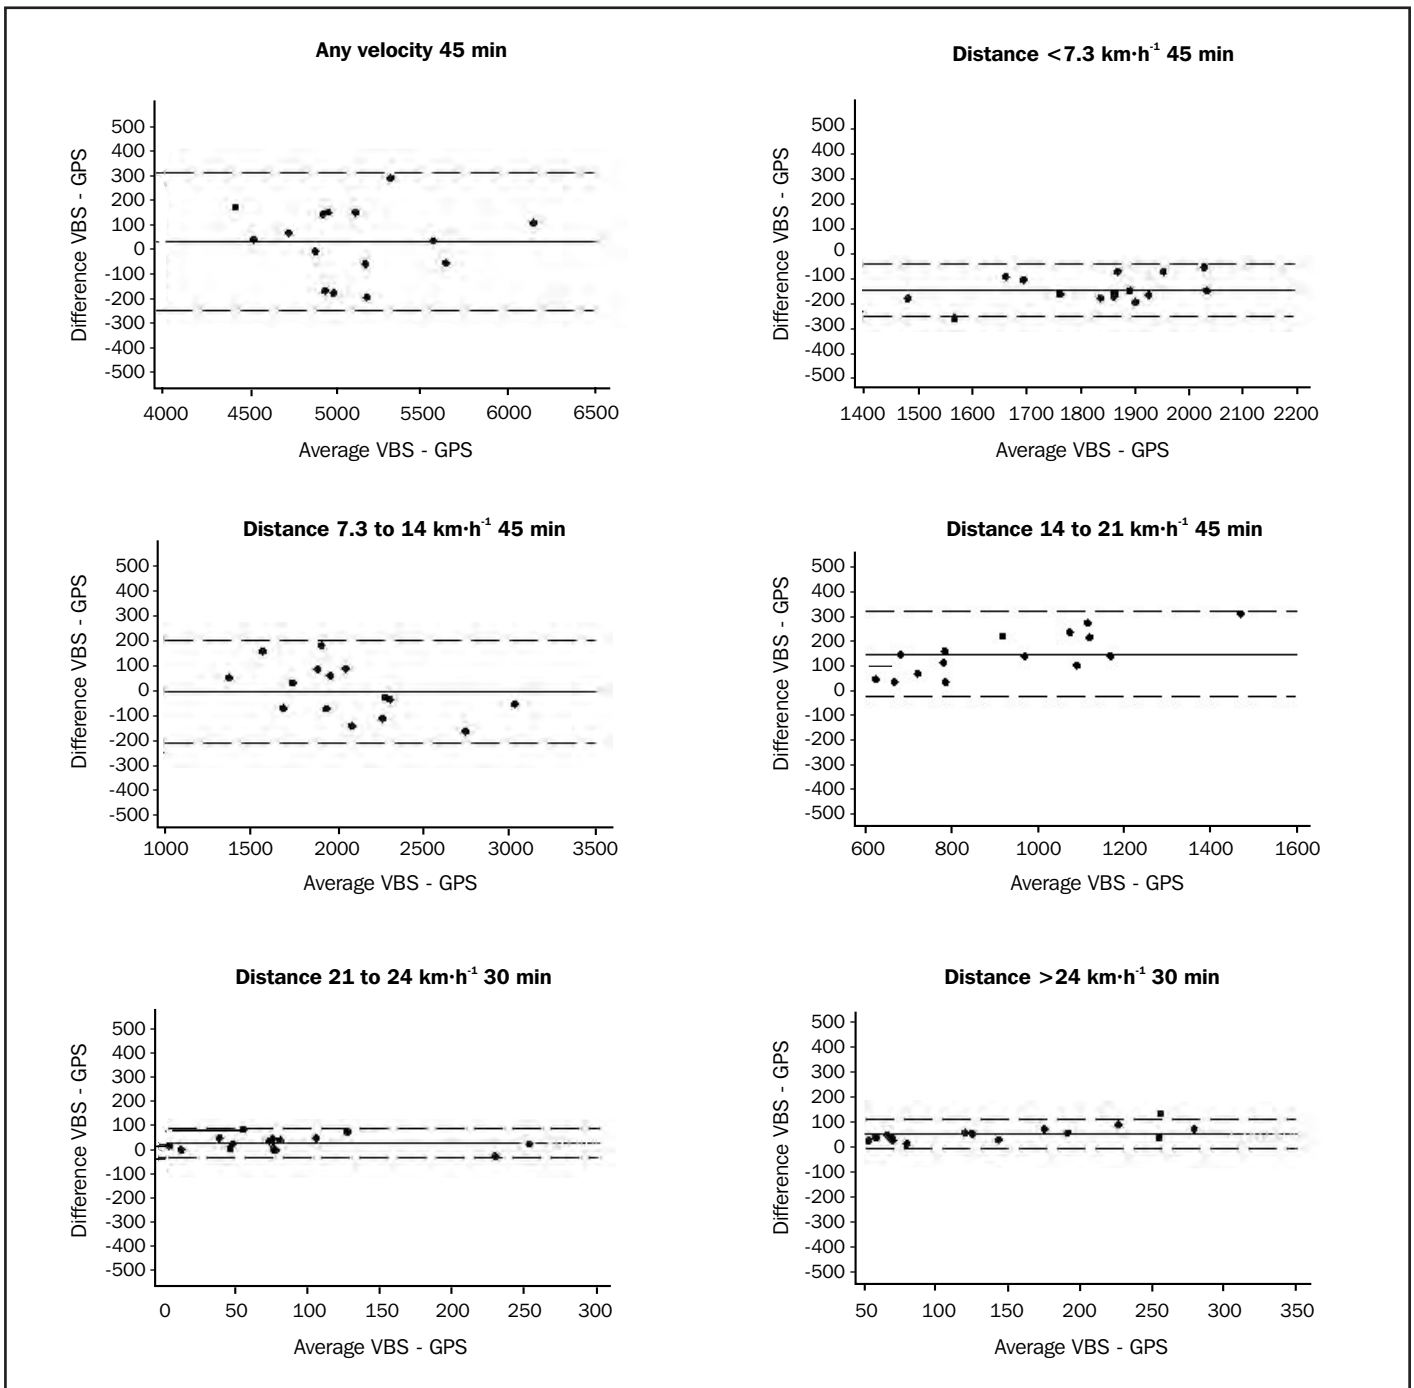 Any velocity 45 min
Difference VBS - GPS
500
400
300
200
100
0
-100
-200
-300
-400
-500
4000 4500 5000 5500 6000 6500
Average VBS - GPS
Distance <7.3 km·h-1 45 min
Difference VBS - GPS
500
400
300
200
100
0
-100
-200
-300
-400
-500
1400 1500 1600 1700 1800 1900 2000 2100 2200
Average VBS - GPS
Distance 7.3 to 14 km·h-1 45 min
Difference VBS - GPS
500
400
300
200
100
0
-100
-200
-300
-400
-500
1000 1500 2000 2500 3000 3500
Average VBS - GPS
Distance 14 to 21 km·h-1 45 min
Difference VBS - GPS
500
400
300
200
100
0
-100
-200
-300
-400
-500
600 800 1000 1200 1400 1600
Average VBS - GPS
Distance 21 to 24 km·h-1 30 min
Difference VBS - GPS
500
400
300
200
100
0
-100
-200
-300
-400
-500
0 50 100 150 200 250 300
Average VBS - GPS
Distance >24 km·h-1 30 min
Difference VBS - GPS
500
400
300
200
100
0
-100
-200
-300
-400
-500
50 100 150 200 250 300 350
Average VBS - GPS